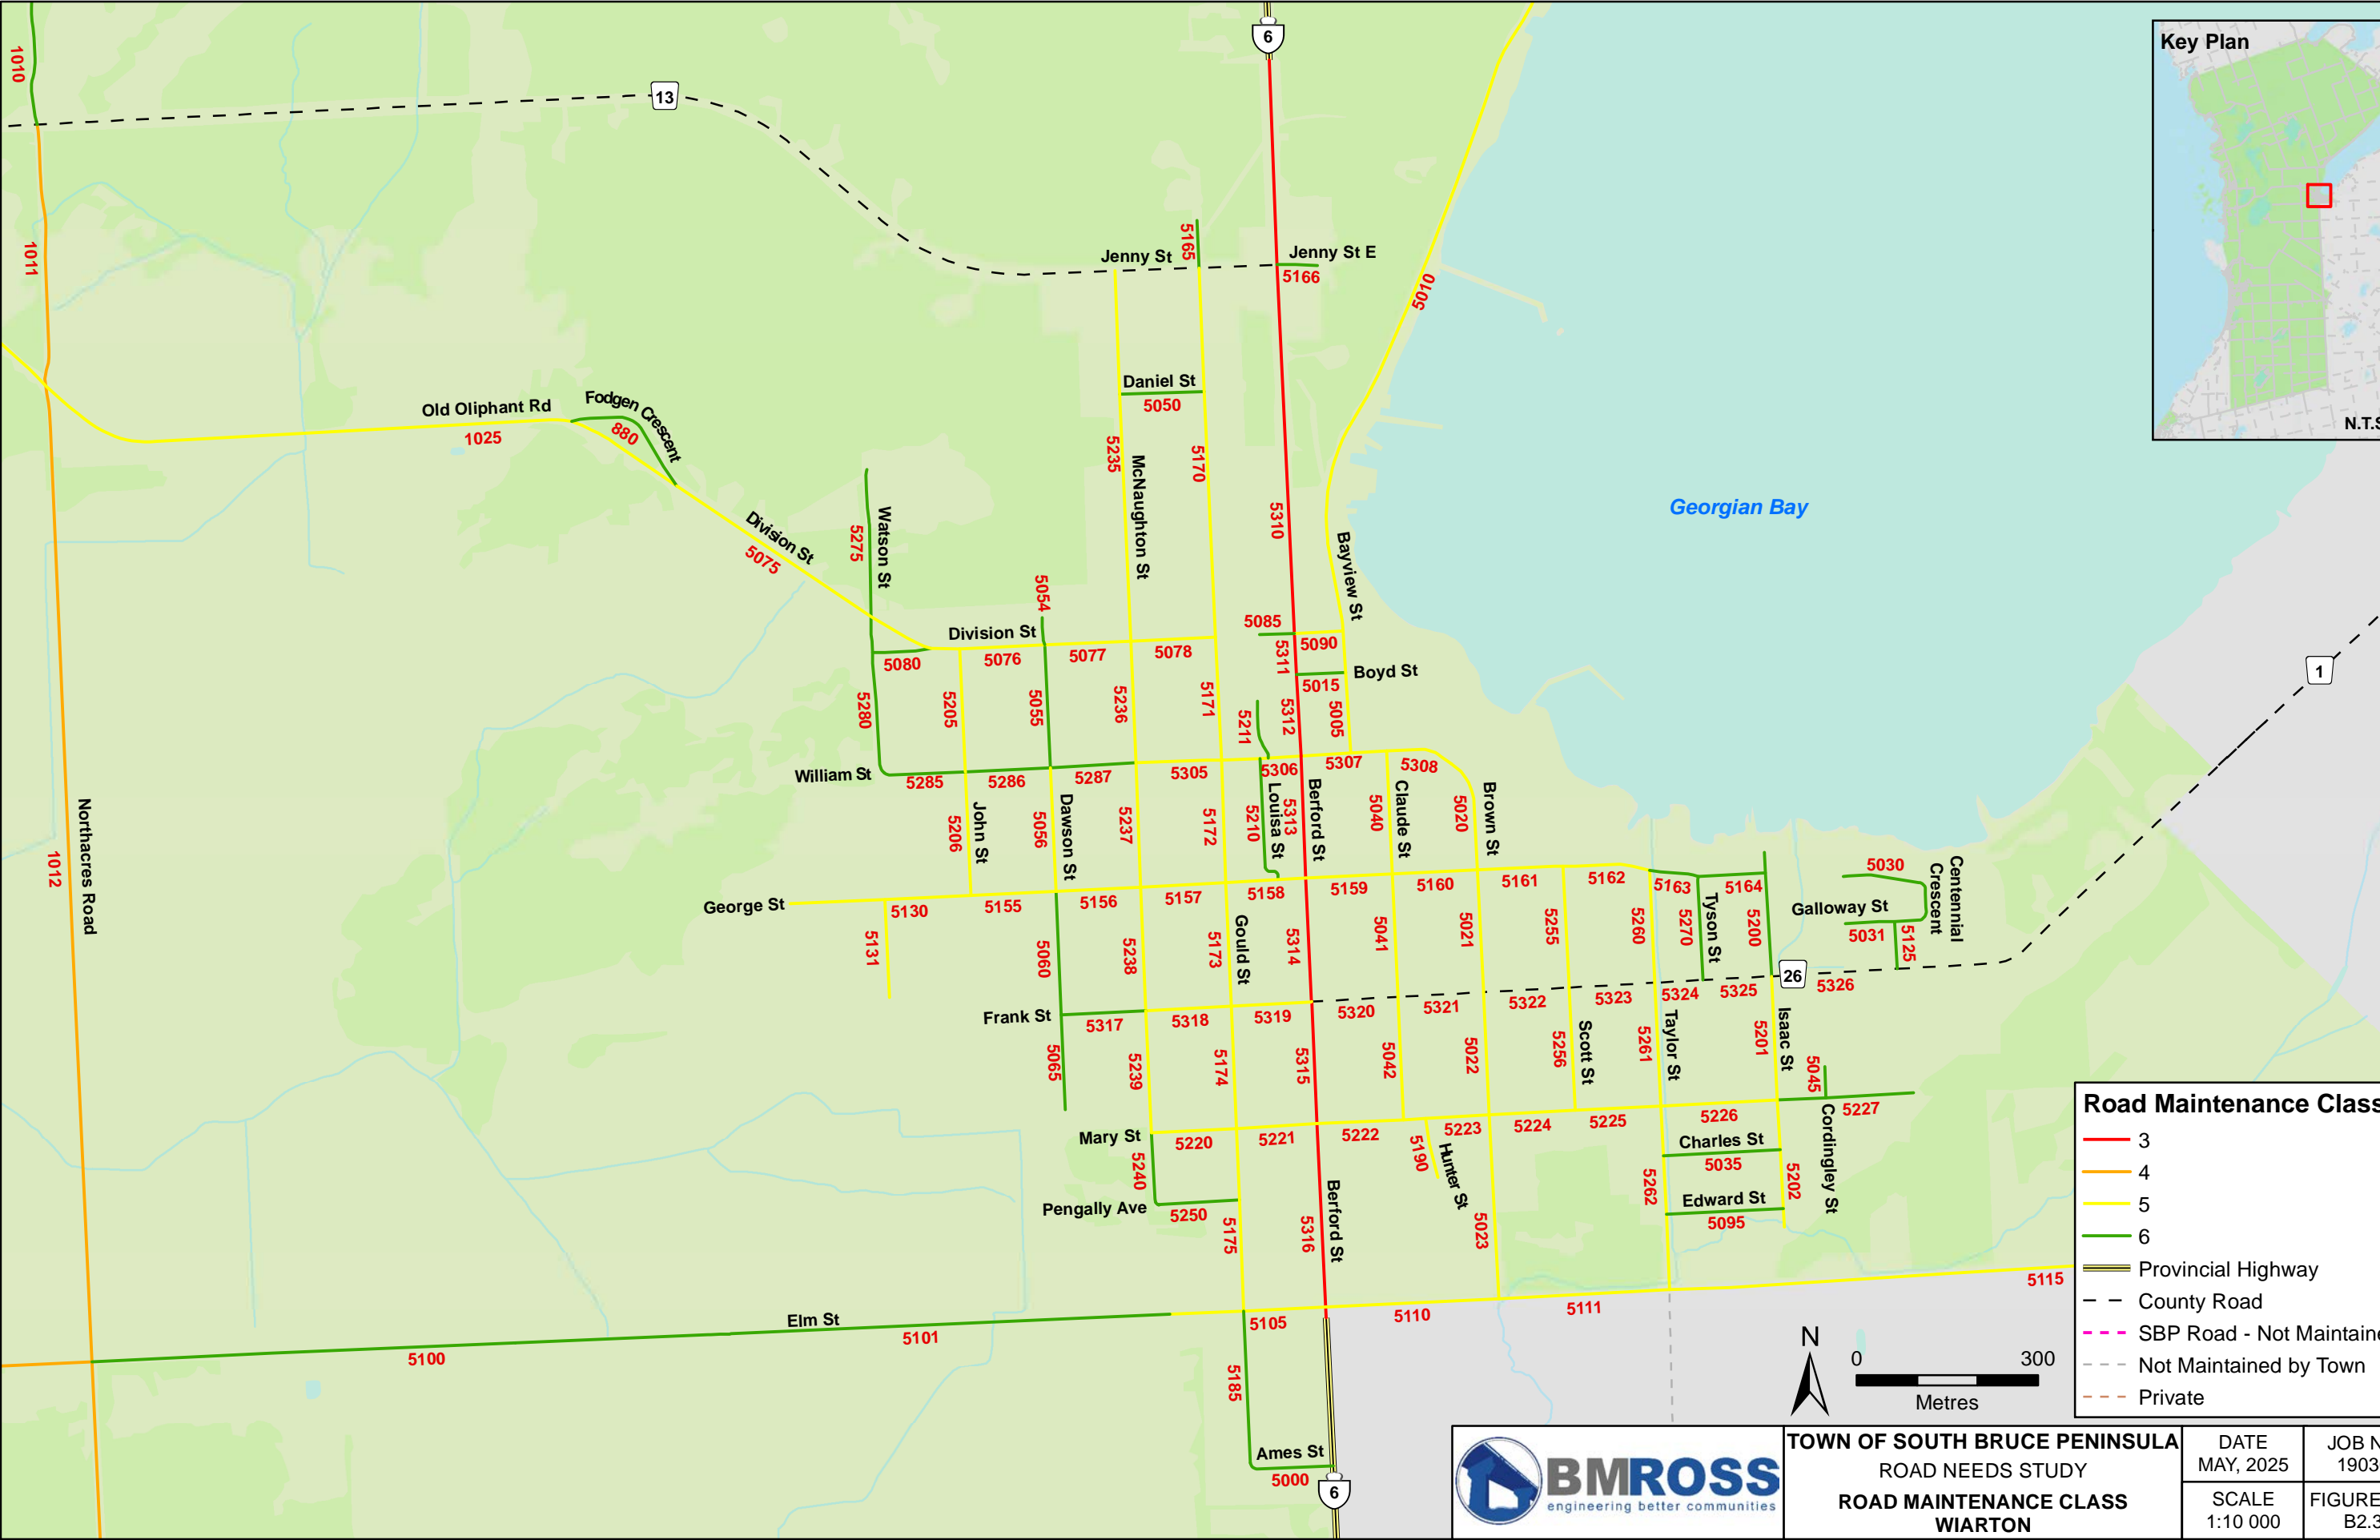 6
Key Plan
N.T.S
1010
13
1011
5165
Jenny St
Jenny St E
5166
5010
Daniel St
5050
Old Oliphant Rd
Fodgen Crescent
1025
880
5235
McNaughton St
5170
5310
Georgian Bay
Division St
5075
5275
Watson St
Bayview St
5054
5085
Division St
5090
5080
5076
5077
5078
5311
Boyd St
5015
1
5280
5205
5055
5236
5171
5211
5312
5005
William St
5285
5286
5287
5305
5306
5307
5308
Northacres Road
1012
5206
John St
5056
Dawson St
5237
5172
5210
Louisa St
5313
Berford St
5040
Claude St
5020
Brown St
George St
5130
5155
5156
5157
5158
5159
5160
5161
5162
5163
5164
5030
Centennial
Crescent
Galloway St
5031
5125
5131
5060
5238
5173
Gould St
5314
5041
5021
5255
5260
5270
Tyson St
5200
26
Frank St
5317
5318
5319
5320
5321
5322
5323
5324
5325
5326
5065
5239
5174
5315
5042
5022
5256
Scott St
5261
Taylor St
5201
Isaac St
5045
Cordingley St
5227
Mary St
5220
5221
5222
5223
5224
5225
5226
5240
5190
Hunter St
Charles St
5035
5262
5202
Pengally Ave
5250
5175
5316
Berford St
5023
Edward St
5095
Elm St
5100
5101
5105
5110
5111
5115
5185
Ames St
5000
6
Road Maintenance Class
3
4
5
6
Provincial Highway
County Road
SBP Road - Not Maintaine
Not Maintained by Town
Private
N
0 300
Metres
BMROSS
engineering better communities
TOWN OF SOUTH BRUCE PENINSULA
ROAD NEEDS STUDY
ROAD MAINTENANCE CLASS
WIARTON
DATE
MAY, 2025
JOB N
1903
SCALE
1:10 000
FIGURE
B2.3